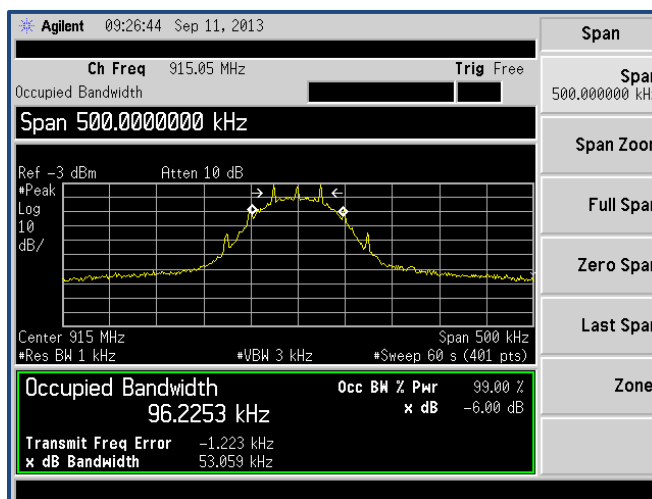 Agilent 09:26:44 Sep 11, 2013
Span
Ch Freq 915.05 MHz Trig Free
Occupied Bandwidth
Span 500.0000000 kHz
Ref -3 dBm Atten 10 dB
#Peak
Log
10
dB/
Center 915 MHz Span 500 kHz
#Res BW 1 kHz #VBW 3 kHz #Sweep 60 s (401 pts)
Occupied Bandwidth
96.2253 kHz
Occ BW % Pwr 99.00 %
x dB -6.00 dB
Transmit Freq Error -1.223 kHz
x dB Bandwidth 53.059 kHz
Span
500.000000 kHz
Span Zoom
Full Span
Zero Span
Last Span
Zone